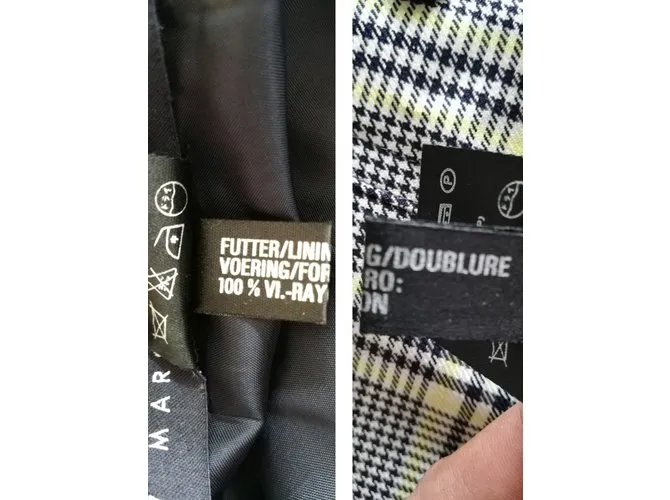 FUTTER/LININ
VOERING/FOR
100 % VI.-RAY
MAR
G/DOUBLURE
RO:
ON
P